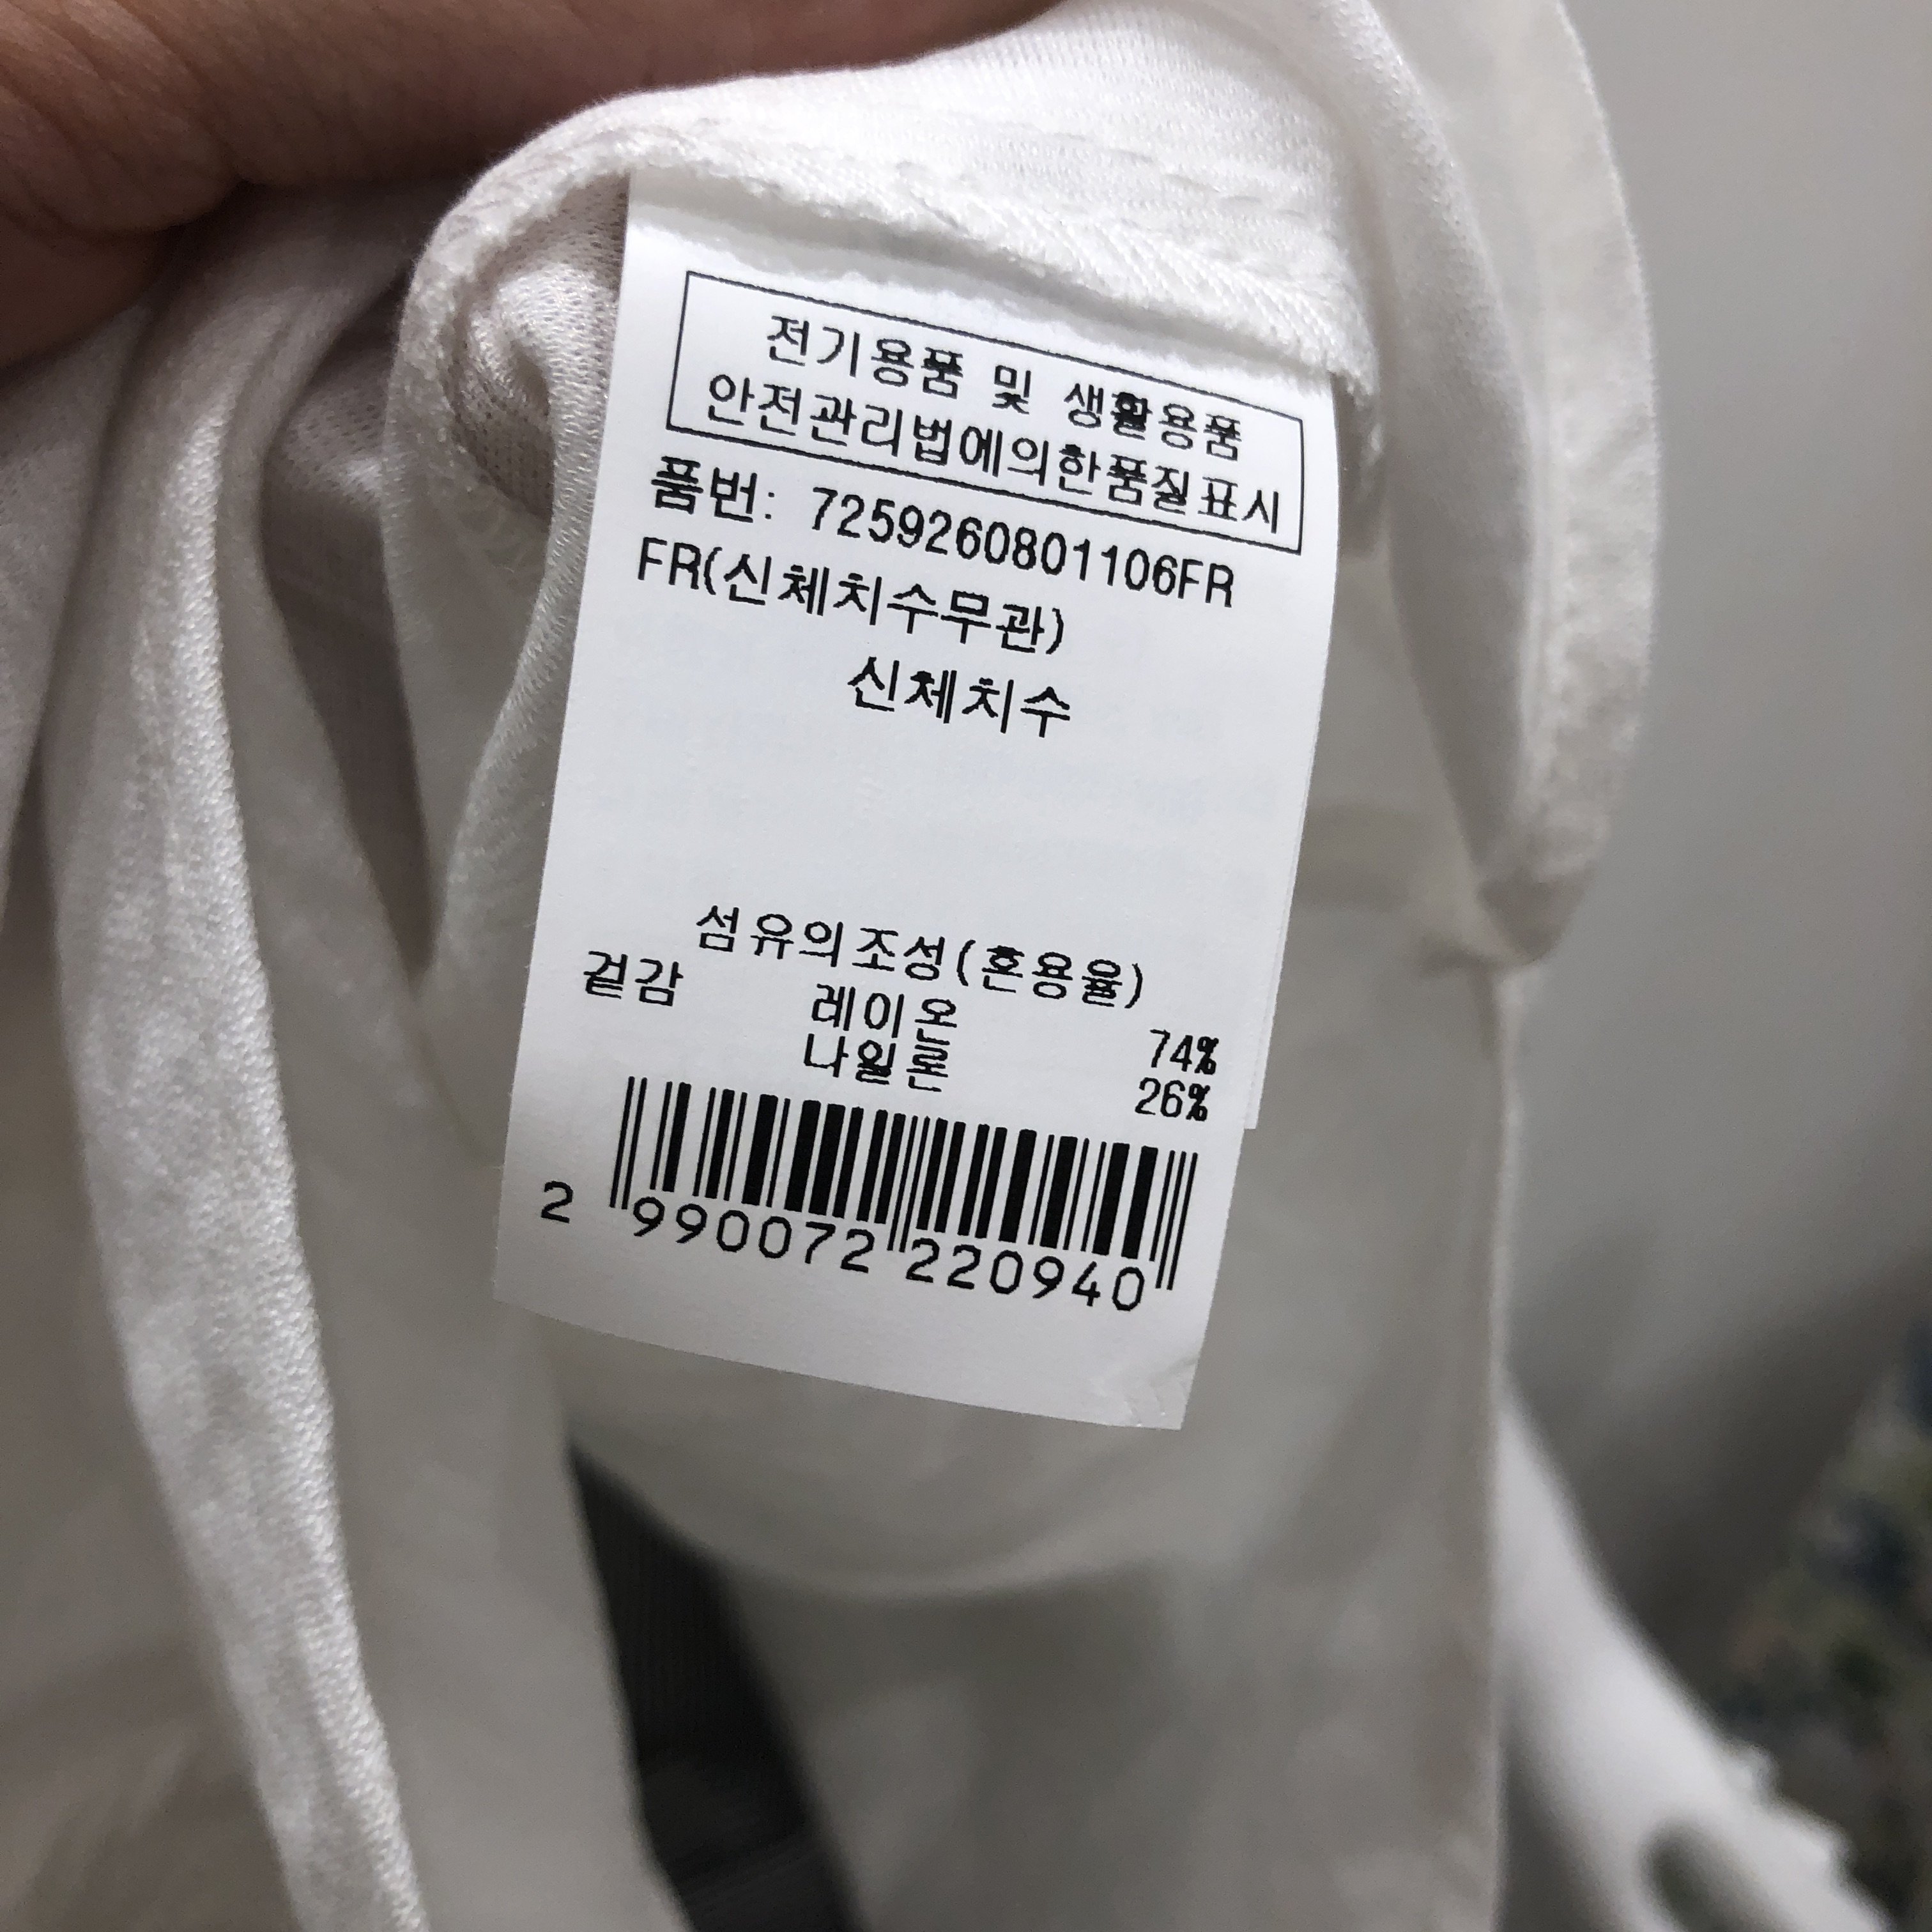 전기용품 및 생활용품
안전관리법에의한품질표시
품번: 7259260801106FR
FR(신체치수무관)
신체치수
섬유의조성(혼용율)
겉감 레이온 74%
나일론 26%
2 990072 220940